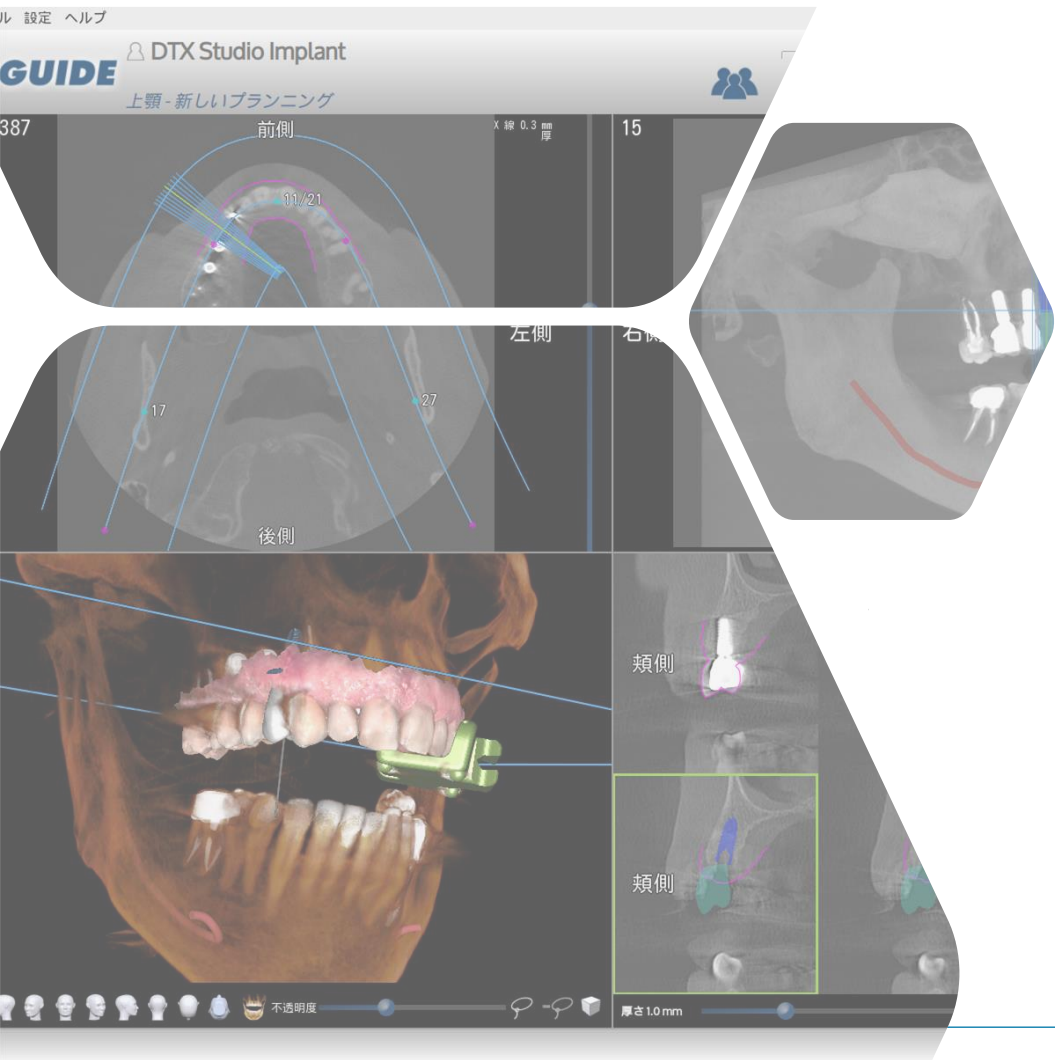 ル 設定 ヘルプ
GUIDE
DTX Studio Implant
上顎 - 新しいプランニング
387
前側
X 線 0.3 mm
厚
15
11/21
左側
右側
17
27
後側
頬側
頬側
不透明度
厚さ1.0 mm